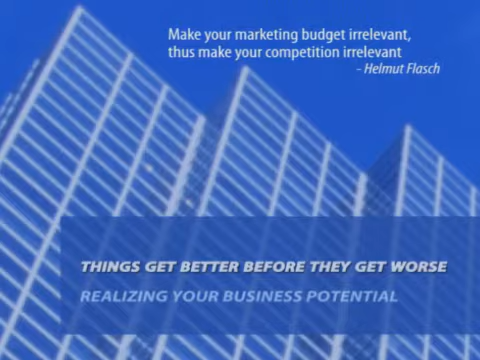 Make your marketing budget irrelevant,
thus make your competition irrelevant
- Helmut Flasch
THINGS GET BETTER BEFORE THEY GET WORSE
REALIZING YOUR BUSINESS POTENTIAL